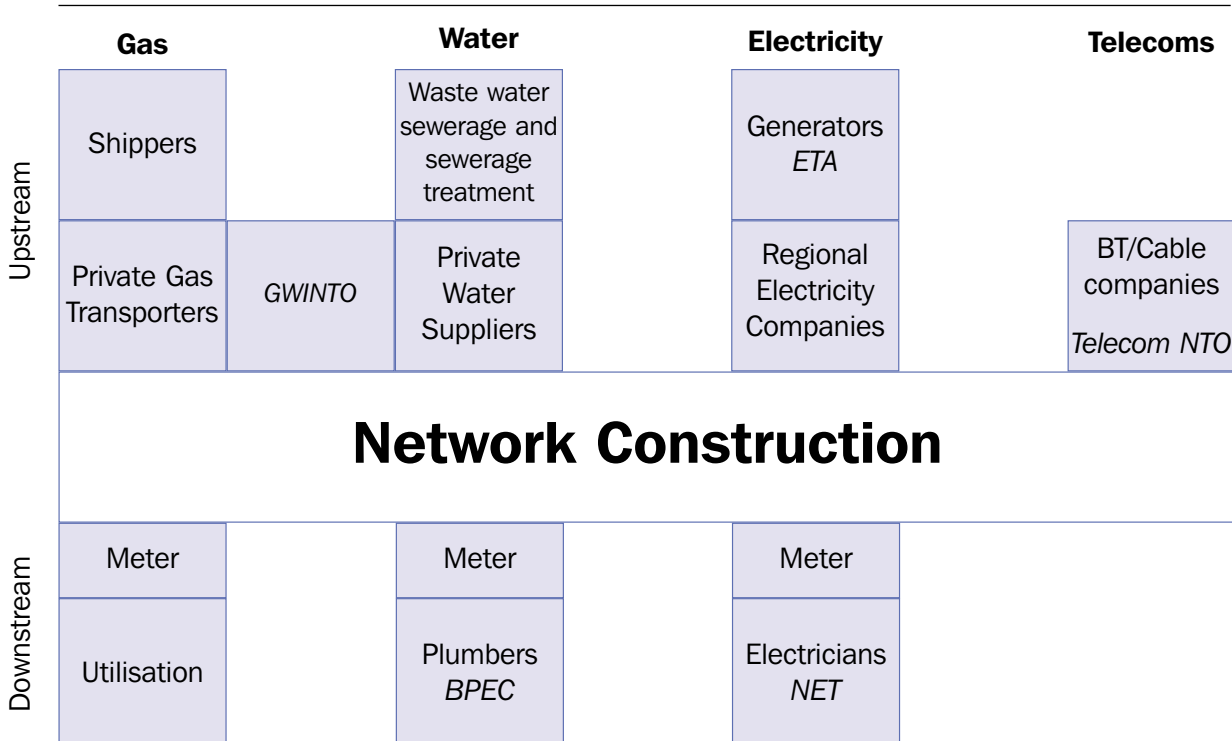 Gas
Water
Electricity
Telecoms
Upstream
Shippers
Waste water
sewerage and
sewerage
treatment
Generators
ETA
Private Gas
Transporters
GWINTO
Private
Water
Suppliers
Regional
Electricity
Companies
BT/Cable
companies
Telecom NTO
Network Construction
Downstream
Meter
Meter
Meter
Utilisation
Plumbers
BPEC
Electricians
NET